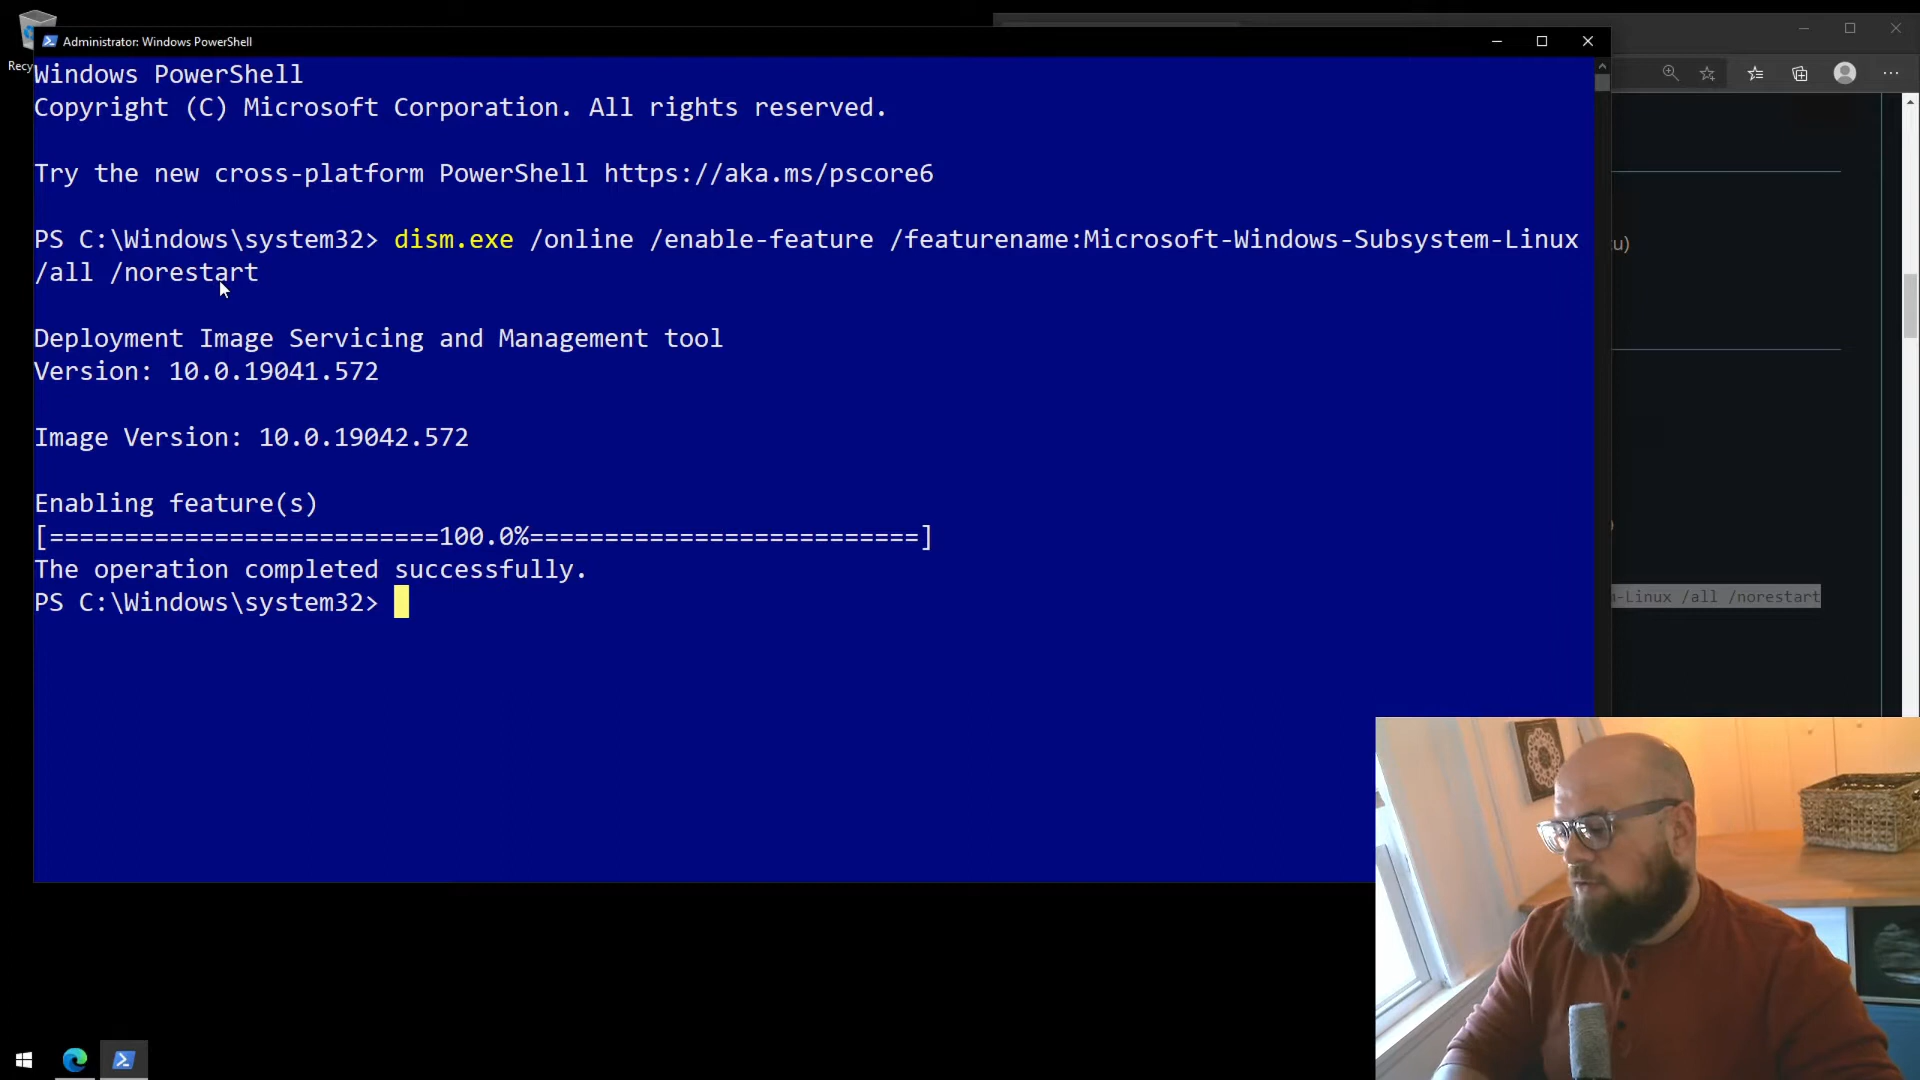 Recy
Administrator: Windows PowerShell
Windows PowerShell
Copyright (C) Microsoft Corporation. All rights reserved.
Try the new cross-platform PowerShell https://aka.ms/pscore6
PS C:\Windows\system32> dism.exe /online /enable-feature /featurename:Microsoft-Windows-Subsystem-Linux
/all /norestart
Deployment Image Servicing and Management tool
Version: 10.0.19041.572
Image Version: 10.0.19042.572
Enabling feature(s)
[==========================100.0%==========================]
The operation completed successfully.
PS C:\Windows\system32>
tu)
)
-Linux /all /norestart